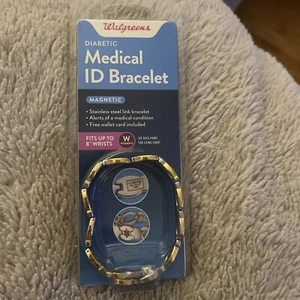 Walgreens
DIABETIC
Medical
ID Bracelet
MAGNETIC
• Stainless steel link bracelet
• Alerts of a medical condition
• Free wallet card included
FITS UP TO
8" WRISTS
W